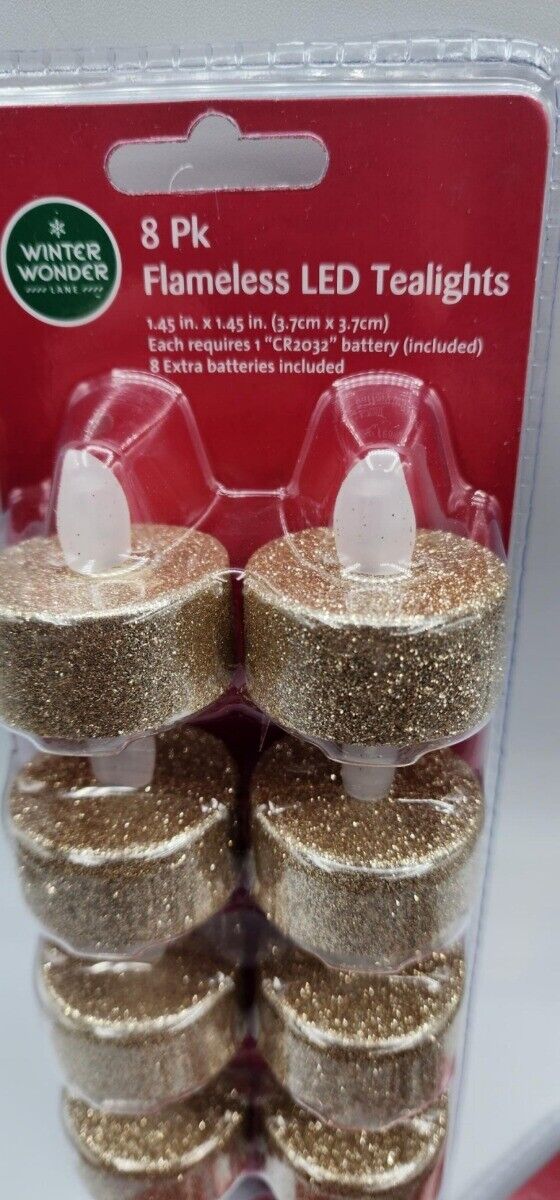 WINTER
WONDER
LANE
8 Pk
Flameless LED Tealights
1.45 in. x 1.45 in. (3.7cm x 3.7cm)
Each requires 1 "CR2032" battery (included)
8 Extra batteries included